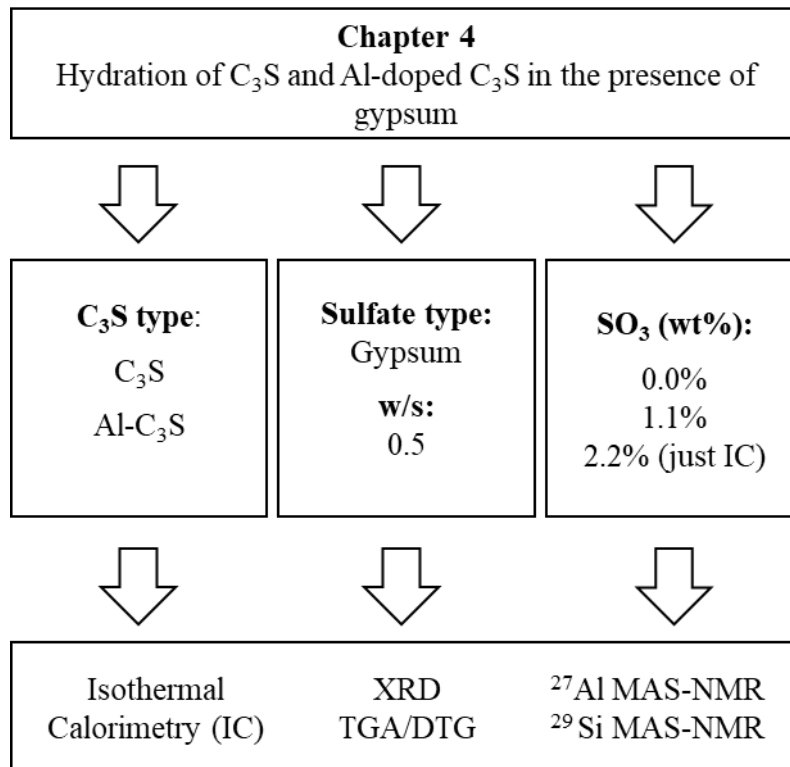 Chapter 4
Hydration of C₃S and Al-doped C₃S in the presence of
gypsum
C₃S type:
C₃S
Al-C₃S
Sulfate type:
Gypsum
w/s:
0.5
SO₃ (wt%):
0.0%
1.1%
2.2% (just IC)
Isothermal
Calorimetry (IC)
XRD
TGA/DTG
²⁷Al MAS-NMR
²⁹Si MAS-NMR